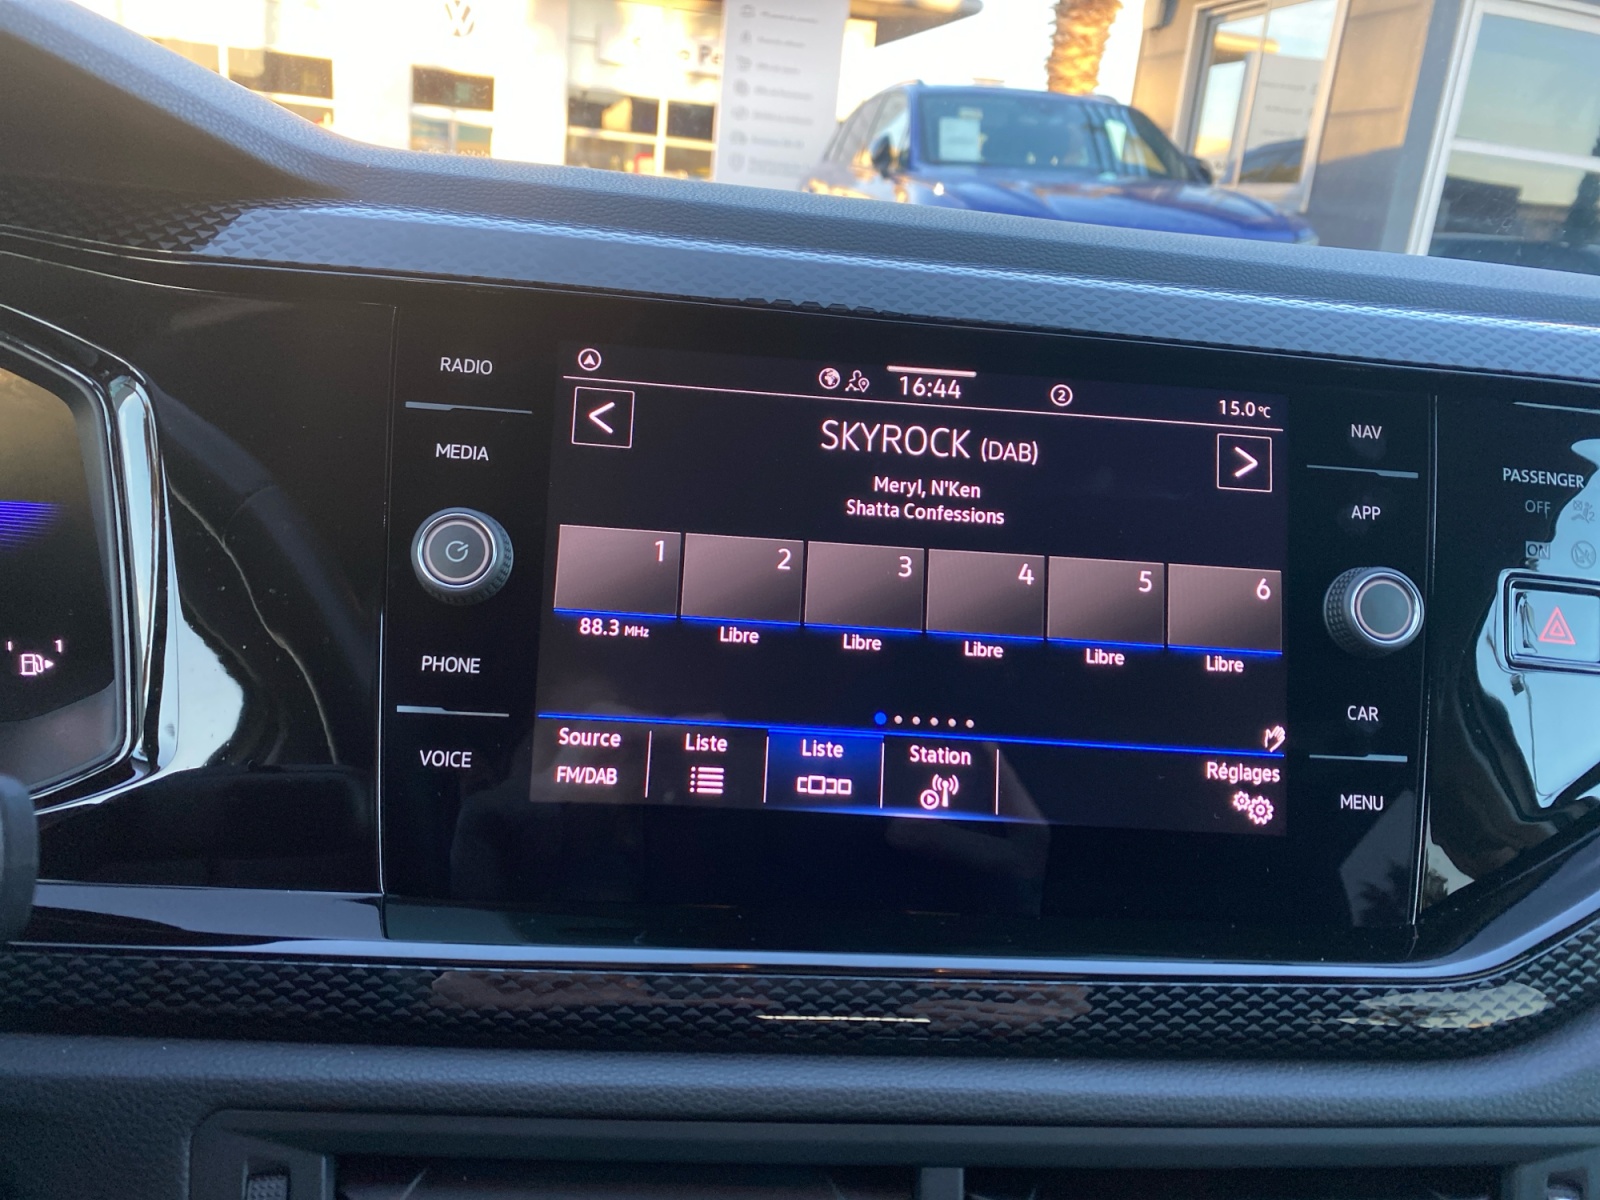 RADIO
MEDIA
PHONE
VOICE
16:44
2
15.0°C
<
SKYROCK (DAB)
>
Meryl, N'Ken
Shatta Confessions
1
2
3
4
5
6
88.3 MHz
Libre
Libre
Libre
Libre
Libre
Source
FM/DAB
Liste
Liste
Station
Réglages
NAV
APP
CAR
MENU
PASSENGER
OFF
ON
1